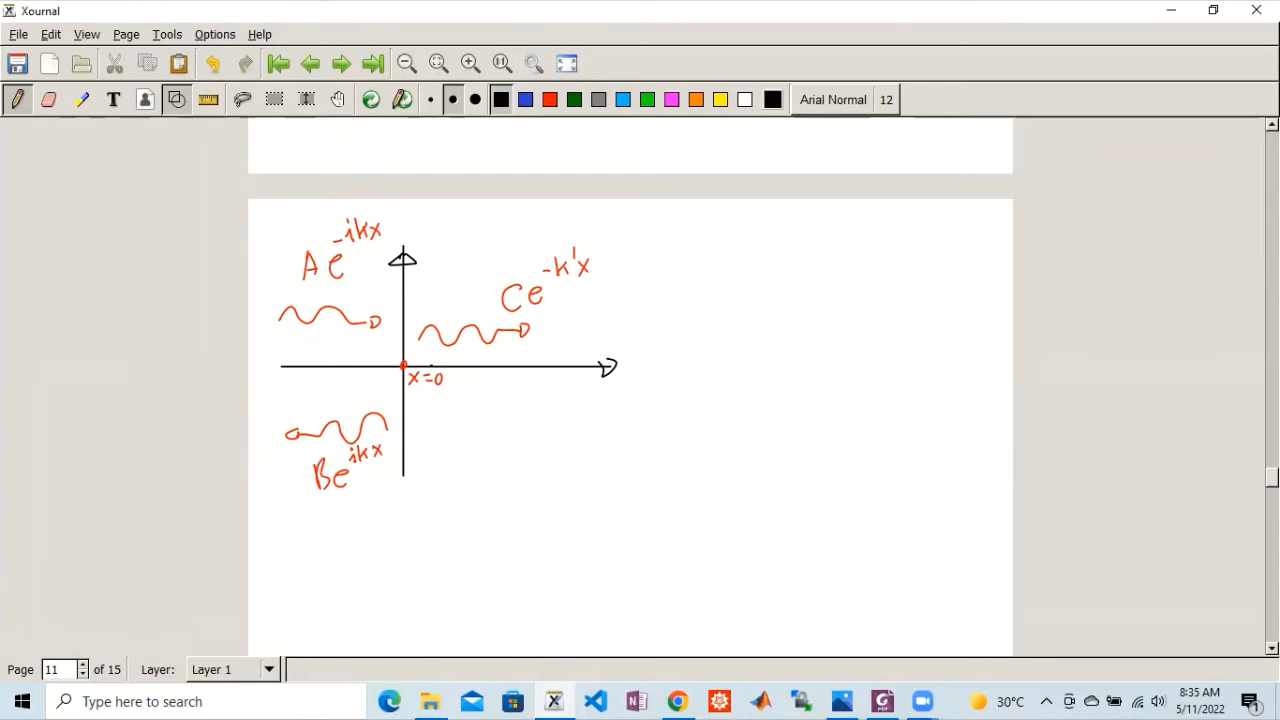 Xournal
File Edit View Page Tools Options Help
Arial Normal 12
Ae^-ikx
Ce^-k'x
x=0
Be^ikx
Page 11 of 15 Layer: Layer 1
Type here to search
30°C
8:35 AM
5/11/2022